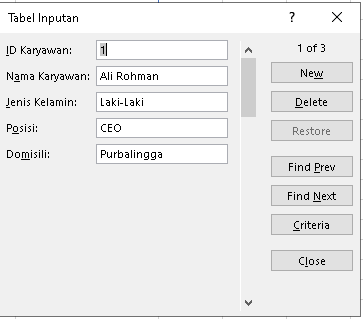 Tabel Inputan ? ×
ID Karyawan: 1
Nama Karyawan: Ali Rohman
Jenis Kelamin: Laki-Laki
Posisi: CEO
Domisili: Purbalingga
1 of 3
New
Delete
Restore
Find Prev
Find Next
Criteria
Close